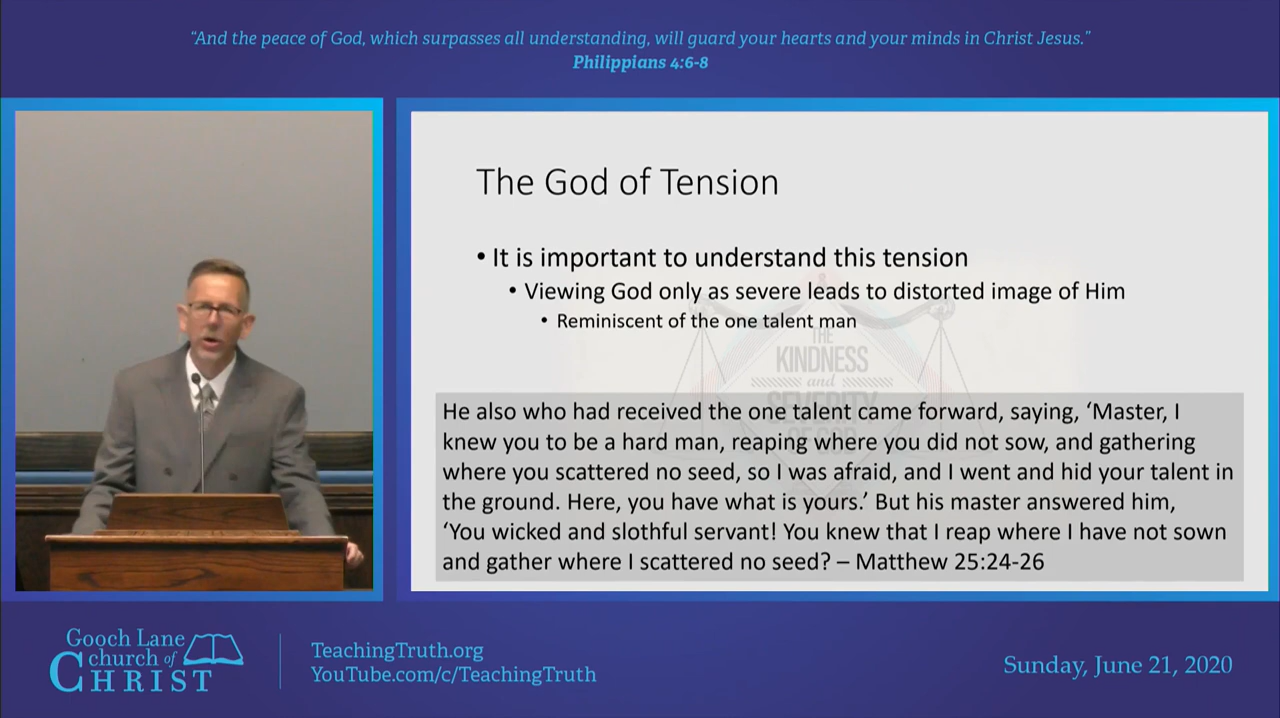 “And the peace of God, which surpasses all understanding, will guard your hearts and your minds in Christ Jesus.”
Philippians 4:6-8
The God of Tension
• It is important to understand this tension
• Viewing God only as severe leads to distorted image of Him
• Reminiscent of the one talent man
THE
KINDNESS
and
SEVERITY
OF GOD
He also who had received the one talent came forward, saying, ‘Master, I
knew you to be a hard man, reaping where you did not sow, and gathering
where you scattered no seed, so I was afraid, and I went and hid your talent in
the ground. Here, you have what is yours.’ But his master answered him,
‘You wicked and slothful servant! You knew that I reap where I have not sown
and gather where I scattered no seed? – Matthew 25:24-26
Gooch Lane
church of
CHRIST
TeachingTruth.org
YouTube.com/c/TeachingTruth
Sunday, June 21, 2020